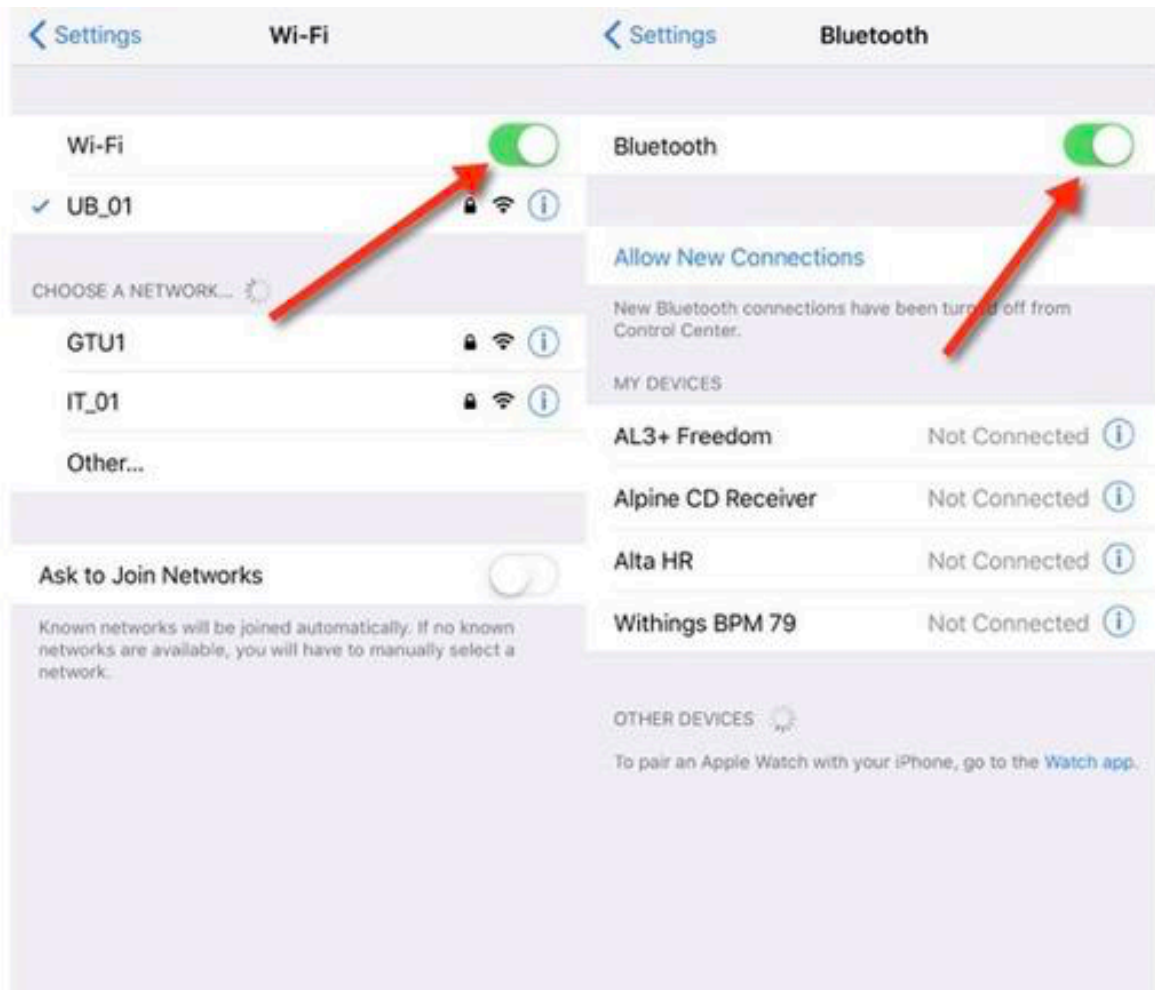 Settings
Wi-Fi
Wi-Fi
UB_01
CHOOSE A NETWORK...
GTU1
IT_01
Other...
Ask to Join Networks
Known networks will be joined automatically. If no known
networks are available, you will have to manually select a
network.
Settings
Bluetooth
Bluetooth
Allow New Connections
New Bluetooth connections have been turned off from
Control Center.
MY DEVICES
AL3+ Freedom Not Connected
Alpine CD Receiver Not Connected
Alta HR Not Connected
Withings BPM 79 Not Connected
OTHER DEVICES
To pair an Apple Watch with your iPhone, go to the Watch app.